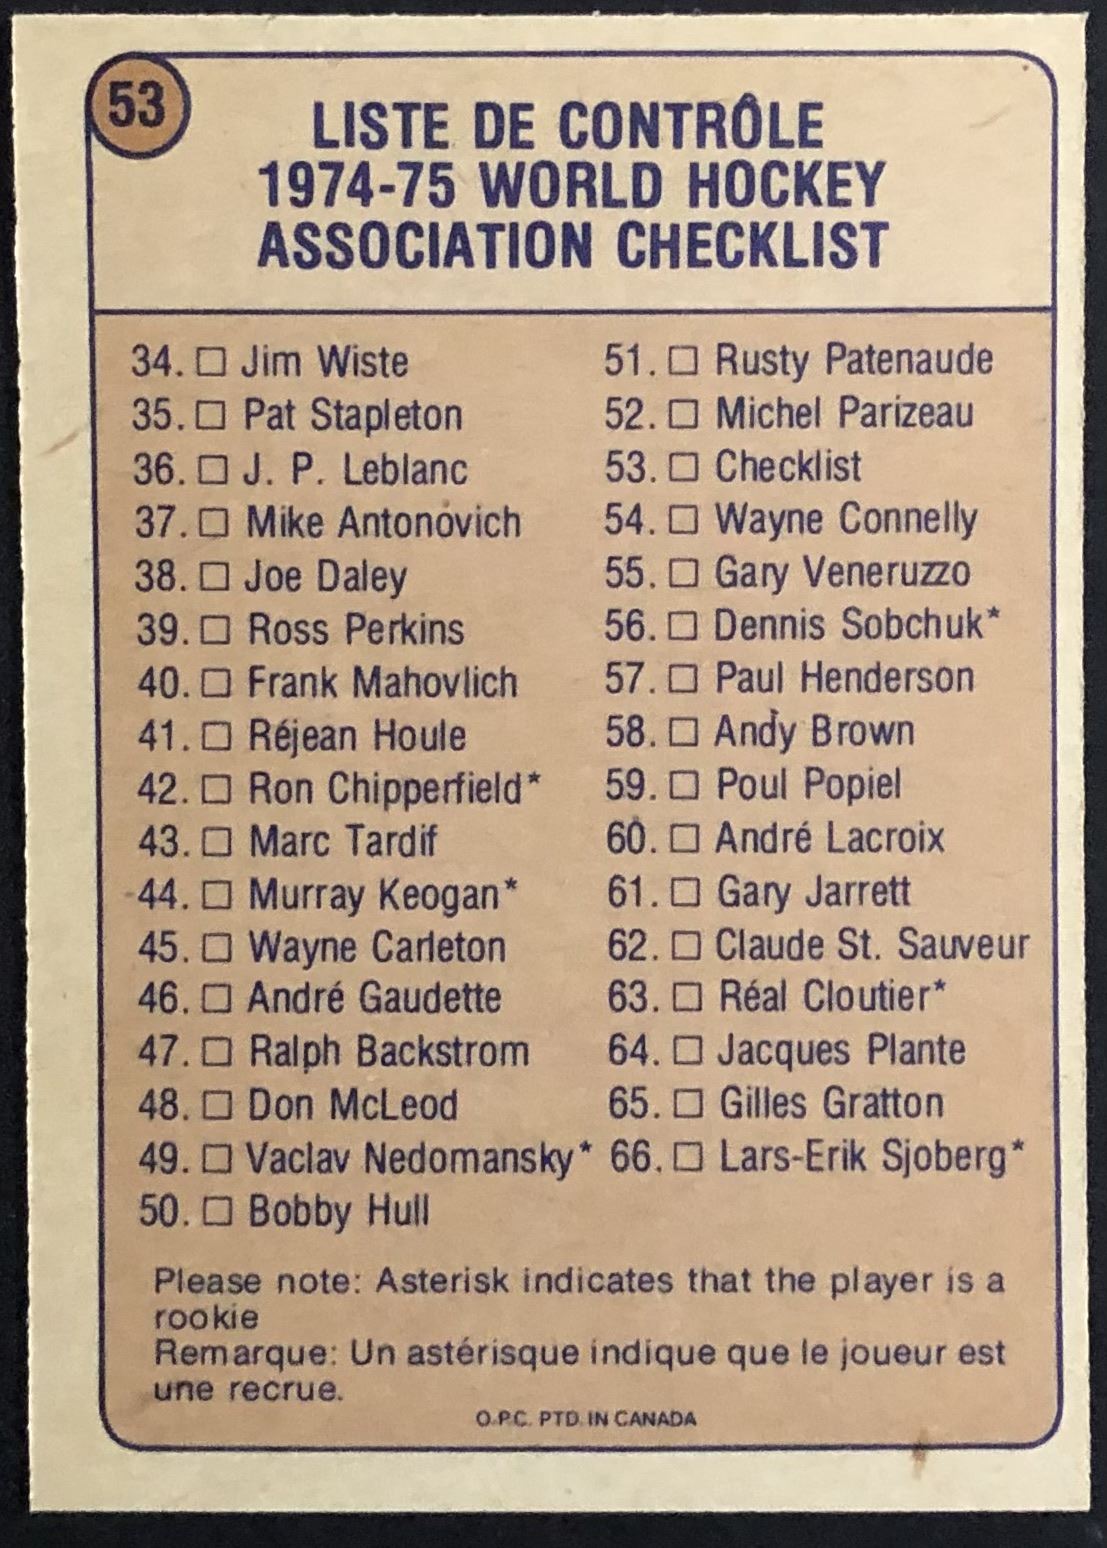 53
LISTE DE CONTRÔLE
1974-75 WORLD HOCKEY
ASSOCIATION CHECKLIST
34. ☐ Jim Wiste
35. ☐ Pat Stapleton
36. ☐ J. P. Leblanc
37. ☐ Mike Antonovich
38. ☐ Joe Daley
39. ☐ Ross Perkins
40. ☐ Frank Mahovlich
41. ☐ Réjean Houle
42. ☐ Ron Chipperfield*
43. ☐ Marc Tardif
44. ☐ Murray Keogan*
45. ☐ Wayne Carleton
46. ☐ André Gaudette
47. ☐ Ralph Backstrom
48. ☐ Don McLeod
49. ☐ Vaclav Nedomansky*
50. ☐ Bobby Hull
51. ☐ Rusty Patenaude
52. ☐ Michel Parizeau
53. ☐ Checklist
54. ☐ Wayne Connelly
55. ☐ Gary Veneruzzo
56. ☐ Dennis Sobchuk*
57. ☐ Paul Henderson
58. ☐ Andy Brown
59. ☐ Poul Popiel
60. ☐ André Lacroix
61. ☐ Gary Jarrett
62. ☐ Claude St. Sauveur
63. ☐ Réal Cloutier*
64. ☐ Jacques Plante
65. ☐ Gilles Gratton
66. ☐ Lars-Erik Sjoberg*
Please note: Asterisk indicates that the player is a
rookie
Remarque: Un astérisque indique que le joueur est
une recrue.
O.P.C. PTD. IN CANADA